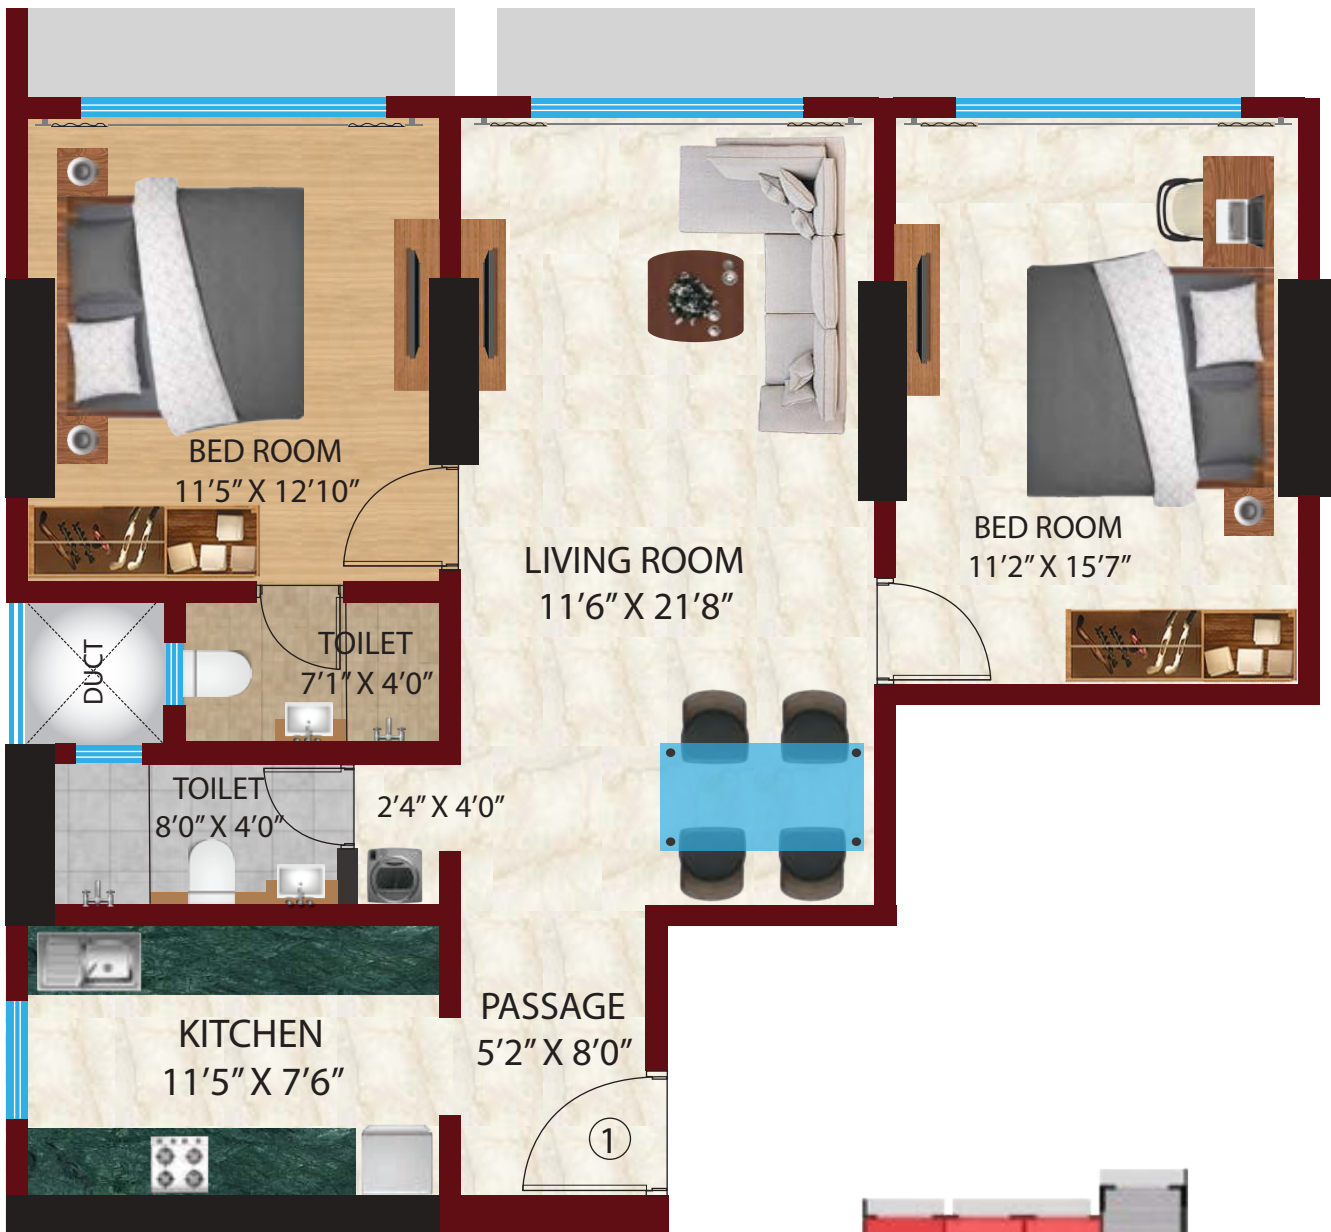 BED ROOM
11’5” X 12’10”
LIVING ROOM
11’6” X 21’8”
BED ROOM
11’2” X 15’7”
DUCT
TOILET
7’1” X 4’0”
TOILET
8’0” X 4’0”
2’4” X 4’0”
KITCHEN
11’5” X 7’6”
PASSAGE
5’2” X 8’0”
1